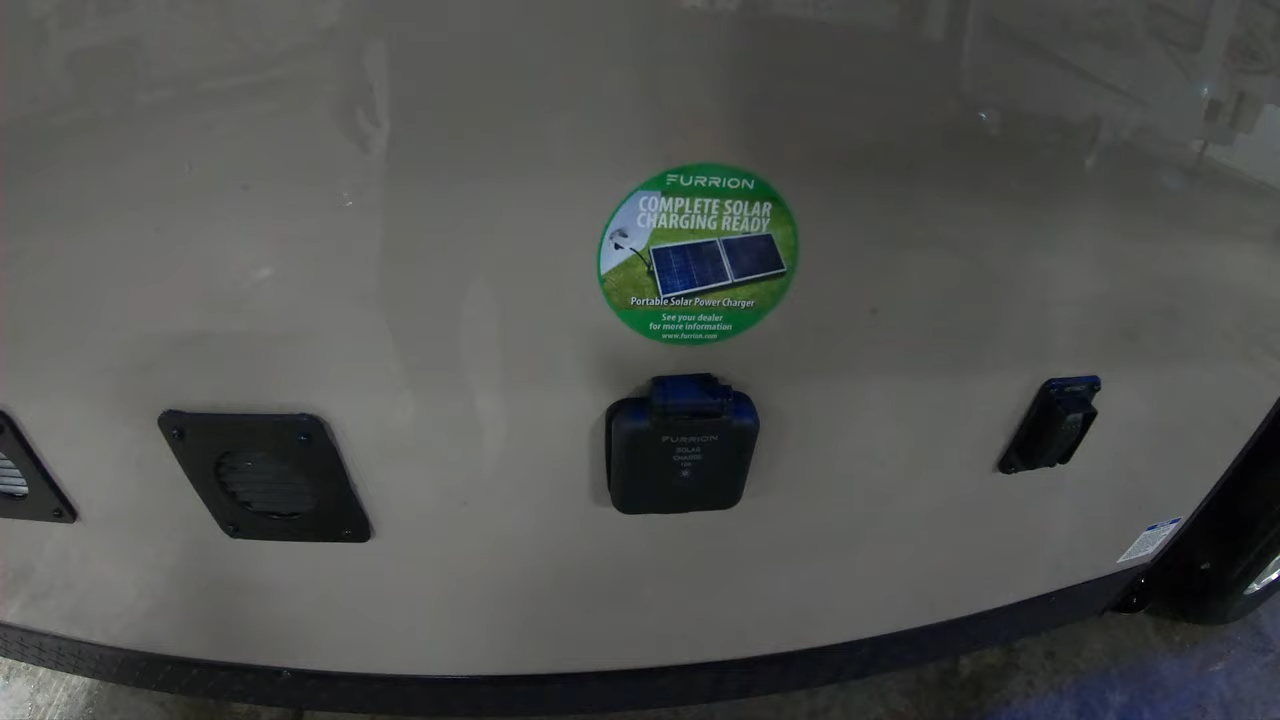 FURRION
COMPLETE SOLAR
CHARGING READY
Portable Solar Power Charger
See your dealer
for more information
www.furrion.com
FURRION
SOLAR
CHARGE